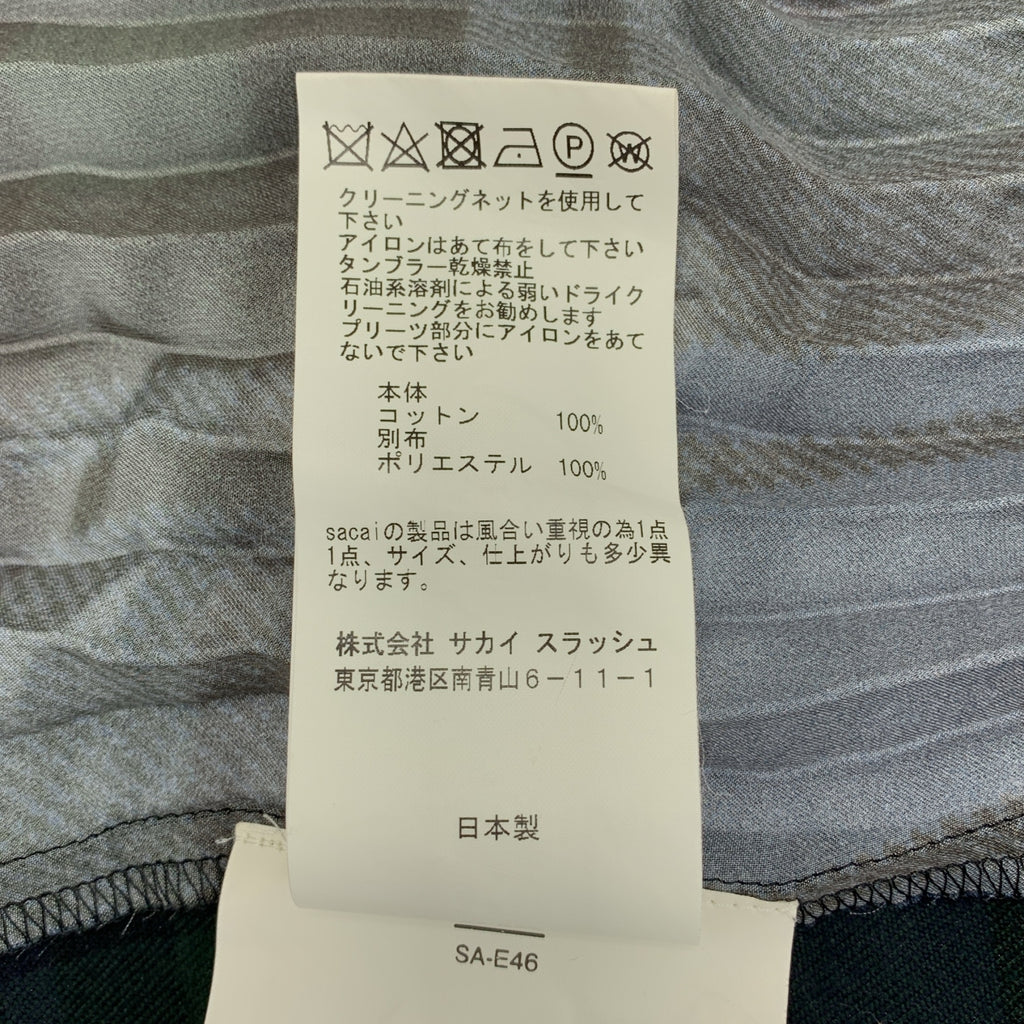 P
W
クリーニングネットを使用して
下さい
アイロンはあて布をして下さい
タンブラー乾燥禁止
石油系溶剤による弱いドライク
リーニングをお勧めします
プリーツ部分にアイロンをあて
ないで下さい
本体
コットン 100%
別布
ポリエステル 100%
sacaiの製品は風合い重視の為1点
1点、サイズ、仕上がりも多少異
なります。
株式会社 サカイ スラッシュ
東京都港区南青山6-11-1
日本製
SA-E46